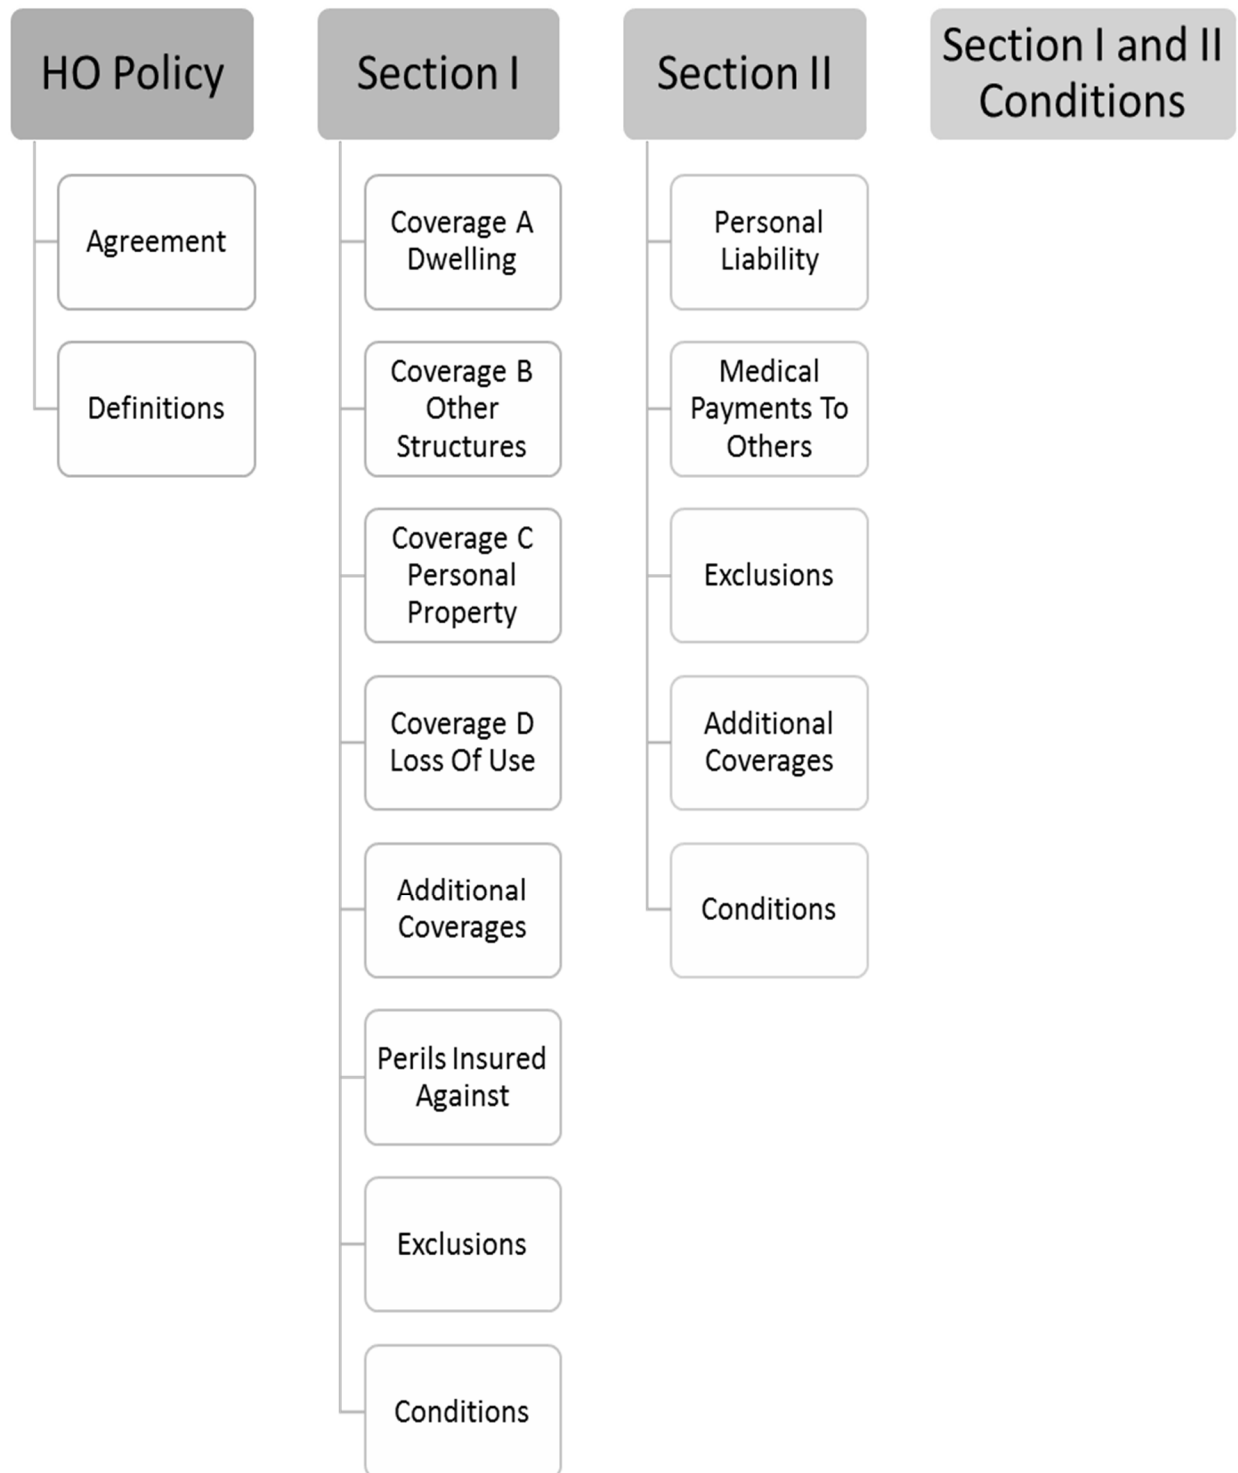 HO Policy
Agreement
Definitions
Section I
Coverage A
Dwelling
Coverage B
Other
Structures
Coverage C
Personal
Property
Coverage D
Loss Of Use
Additional
Coverages
Perils Insured
Against
Exclusions
Conditions
Section II
Personal
Liability
Medical
Payments To
Others
Exclusions
Additional
Coverages
Conditions
Section I and II
Conditions